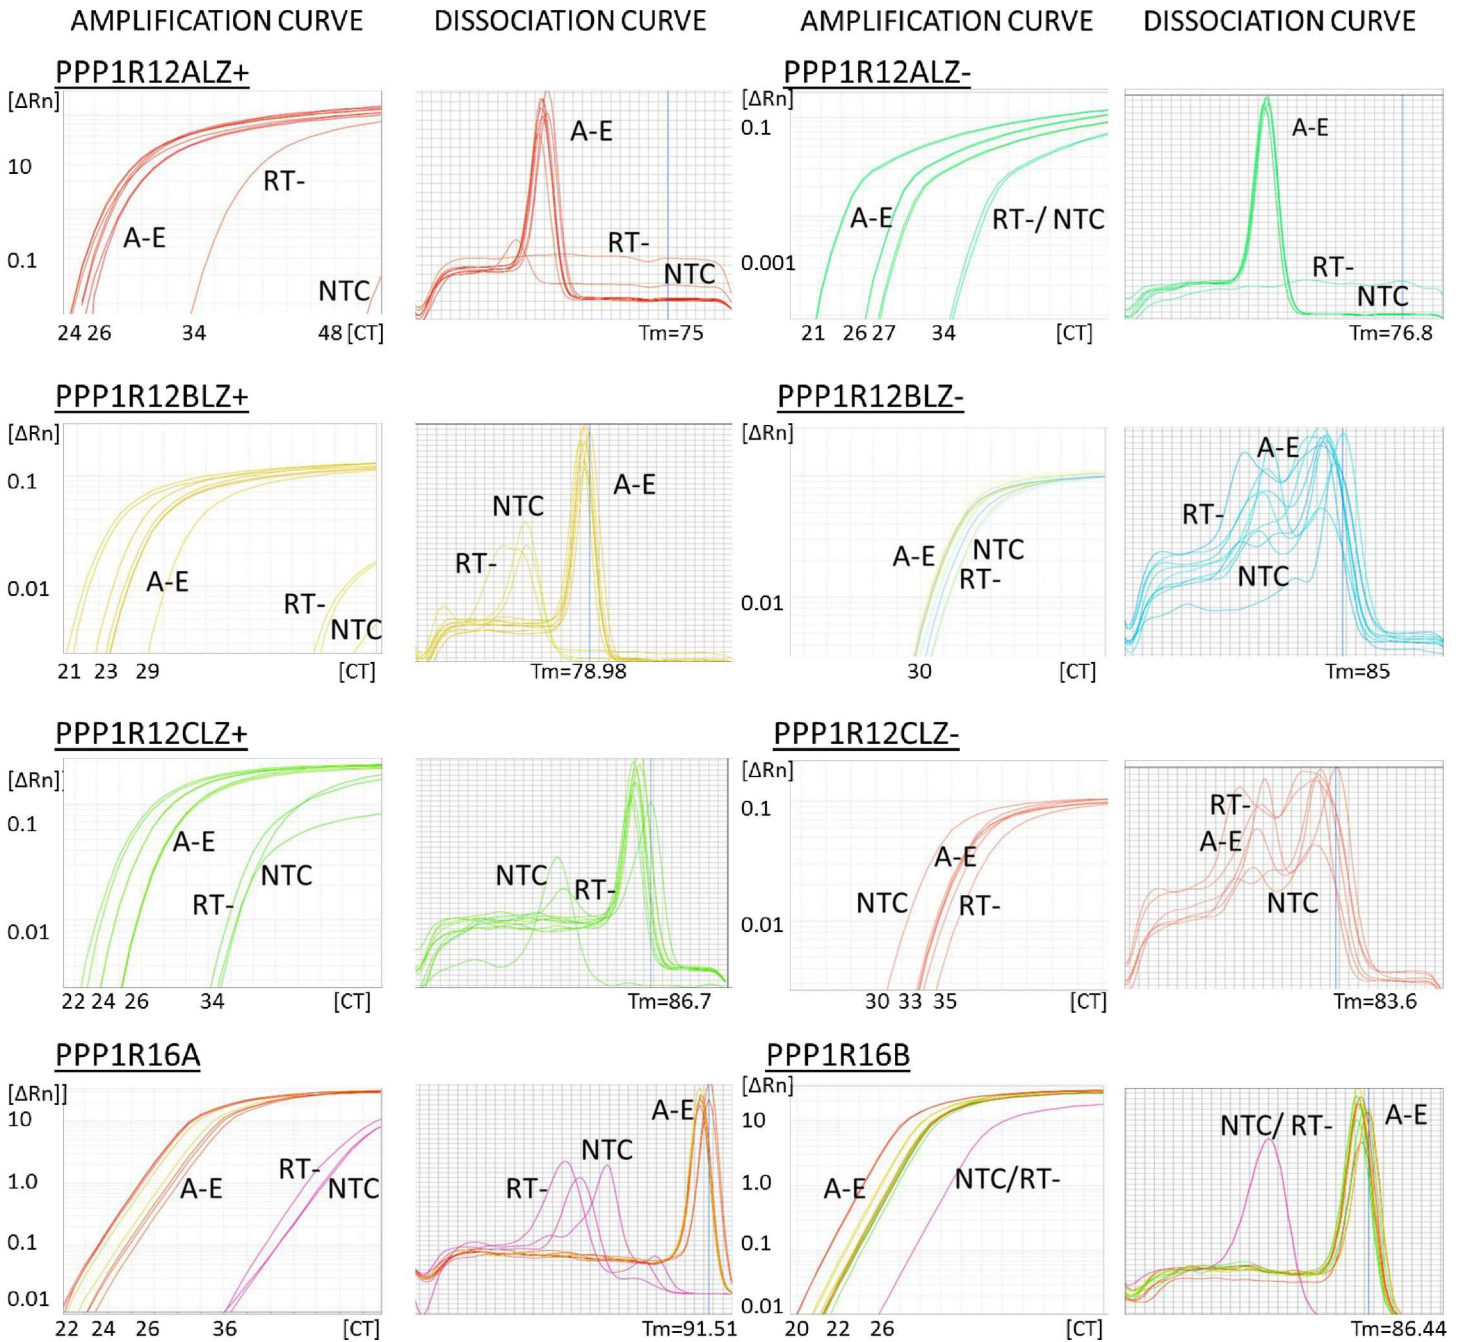 AMPLIFICATION CURVE DISSOCIATION CURVE AMPLIFICATION CURVE DISSOCIATION CURVE
PPP1R12ALZ+
[ΔRn]
10
0.1
A-E
RT-
NTC
24 26 34 48 [CT]
A-E
RT-
NTC
Tm=75
PPP1R12ALZ-
[ΔRn]
0.1
0.001
A-E
RT-/ NTC
21 26 27 34 [CT]
A-E
RT-
NTC
Tm=76.8
PPP1R12BLZ+
[ΔRn]
0.1
0.01
A-E
RT-
NTC
21 23 29 [CT]
NTC
A-E
RT-
Tm=78.98
PPP1R12BLZ-
[ΔRn]
0.01
A-E
NTC
RT-
30 [CT]
A-E
RT-
NTC
Tm=85
PPP1R12CLZ+
[ΔRn]
0.1
0.01
A-E
NTC
RT-
22 24 26 34 [CT]
NTC
RT-
Tm=86.7
PPP1R12CLZ-
[ΔRn]
0.1
0.01
A-E
NTC
RT-
30 33 35 [CT]
RT-
A-E
NTC
Tm=83.6
PPP1R16A
[ΔRn]]
10
1.0
0.1
0.01
A-E
RT-
NTC
22 24 26 36 [CT]
A-E
NTC
RT-
Tm=91.51
PPP1R16B
[ΔRn]
10
1.0
0.1
0.01
A-E
NTC/RT-
20 22 26 [CT]
NTC/ RT-
A-E
Tm=86.44